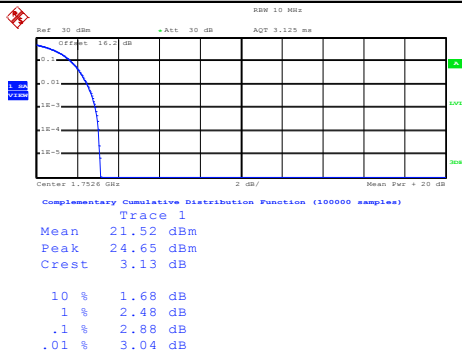 RBW 10 MHz
Ref 30 dBm *Att 30 dB AQT 3.125 ms
Offset 16.2 dB
0.1
0.01
1E-3
1E-4
1E-5
1 SA
VIEW
A
LVL
3DB
Center 1.7526 GHz 2 dB/ Mean Pwr + 20 dB
Complementary Cumulative Distribution Function (100000 samples)
Trace 1
Mean 21.52 dBm
Peak 24.65 dBm
Crest 3.13 dB
10 % 1.68 dB
1 % 2.48 dB
.1 % 2.88 dB
.01 % 3.04 dB